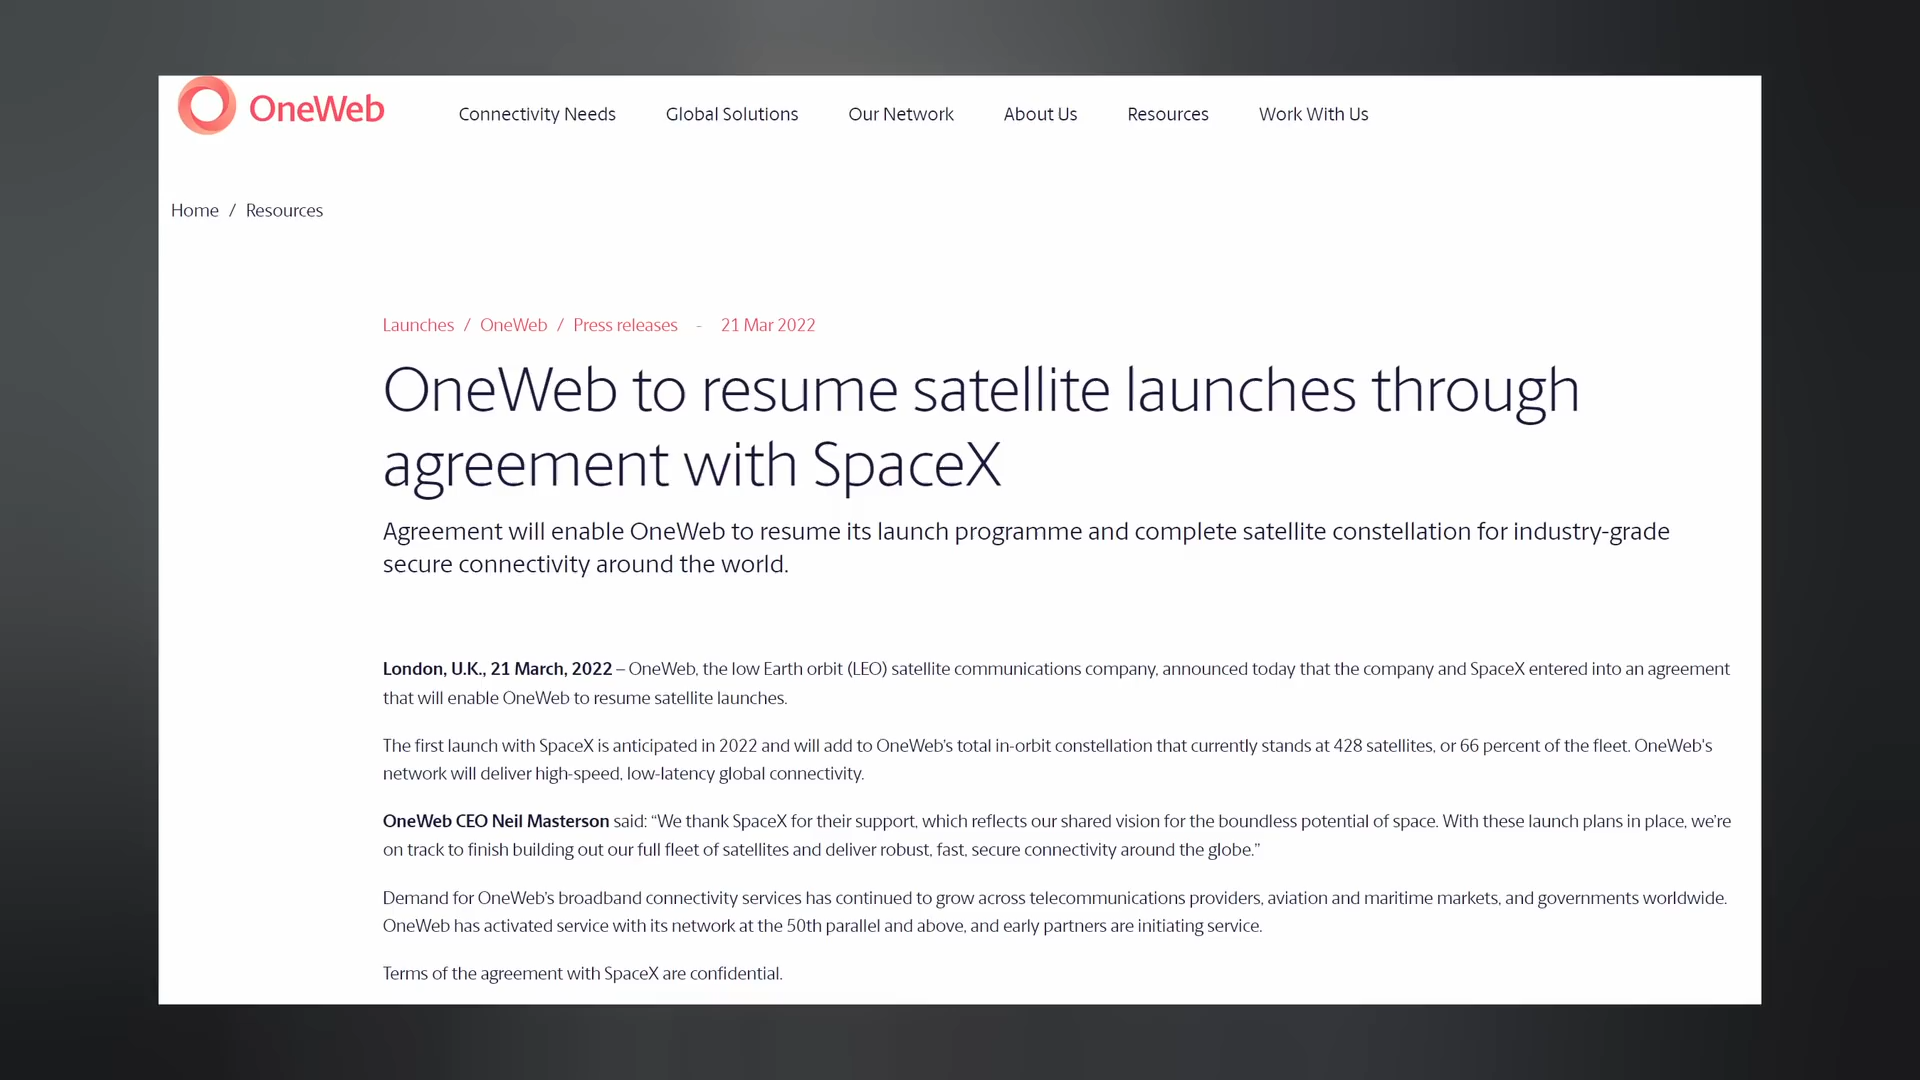 OneWeb
Connectivity Needs Global Solutions Our Network About Us Resources Work With Us
Home / Resources
Launches / OneWeb / Press releases - 21 Mar 2022
OneWeb to resume satellite launches through
agreement with SpaceX
Agreement will enable OneWeb to resume its launch programme and complete satellite constellation for industry-grade
secure connectivity around the world.
London, U.K., 21 March, 2022 – OneWeb, the low Earth orbit (LEO) satellite communications company, announced today that the company and SpaceX entered into an agreement
that will enable OneWeb to resume satellite launches.
The first launch with SpaceX is anticipated in 2022 and will add to OneWeb's total in-orbit constellation that currently stands at 428 satellites, or 66 percent of the fleet. OneWeb's
network will deliver high-speed, low-latency global connectivity.
OneWeb CEO Neil Masterson said: “We thank SpaceX for their support, which reflects our shared vision for the boundless potential of space. With these launch plans in place, we’re
on track to finish building out our full fleet of satellites and deliver robust, fast, secure connectivity around the globe.”
Demand for OneWeb’s broadband connectivity services has continued to grow across telecommunications providers, aviation and maritime markets, and governments worldwide.
OneWeb has activated service with its network at the 50th parallel and above, and early partners are initiating service.
Terms of the agreement with SpaceX are confidential.